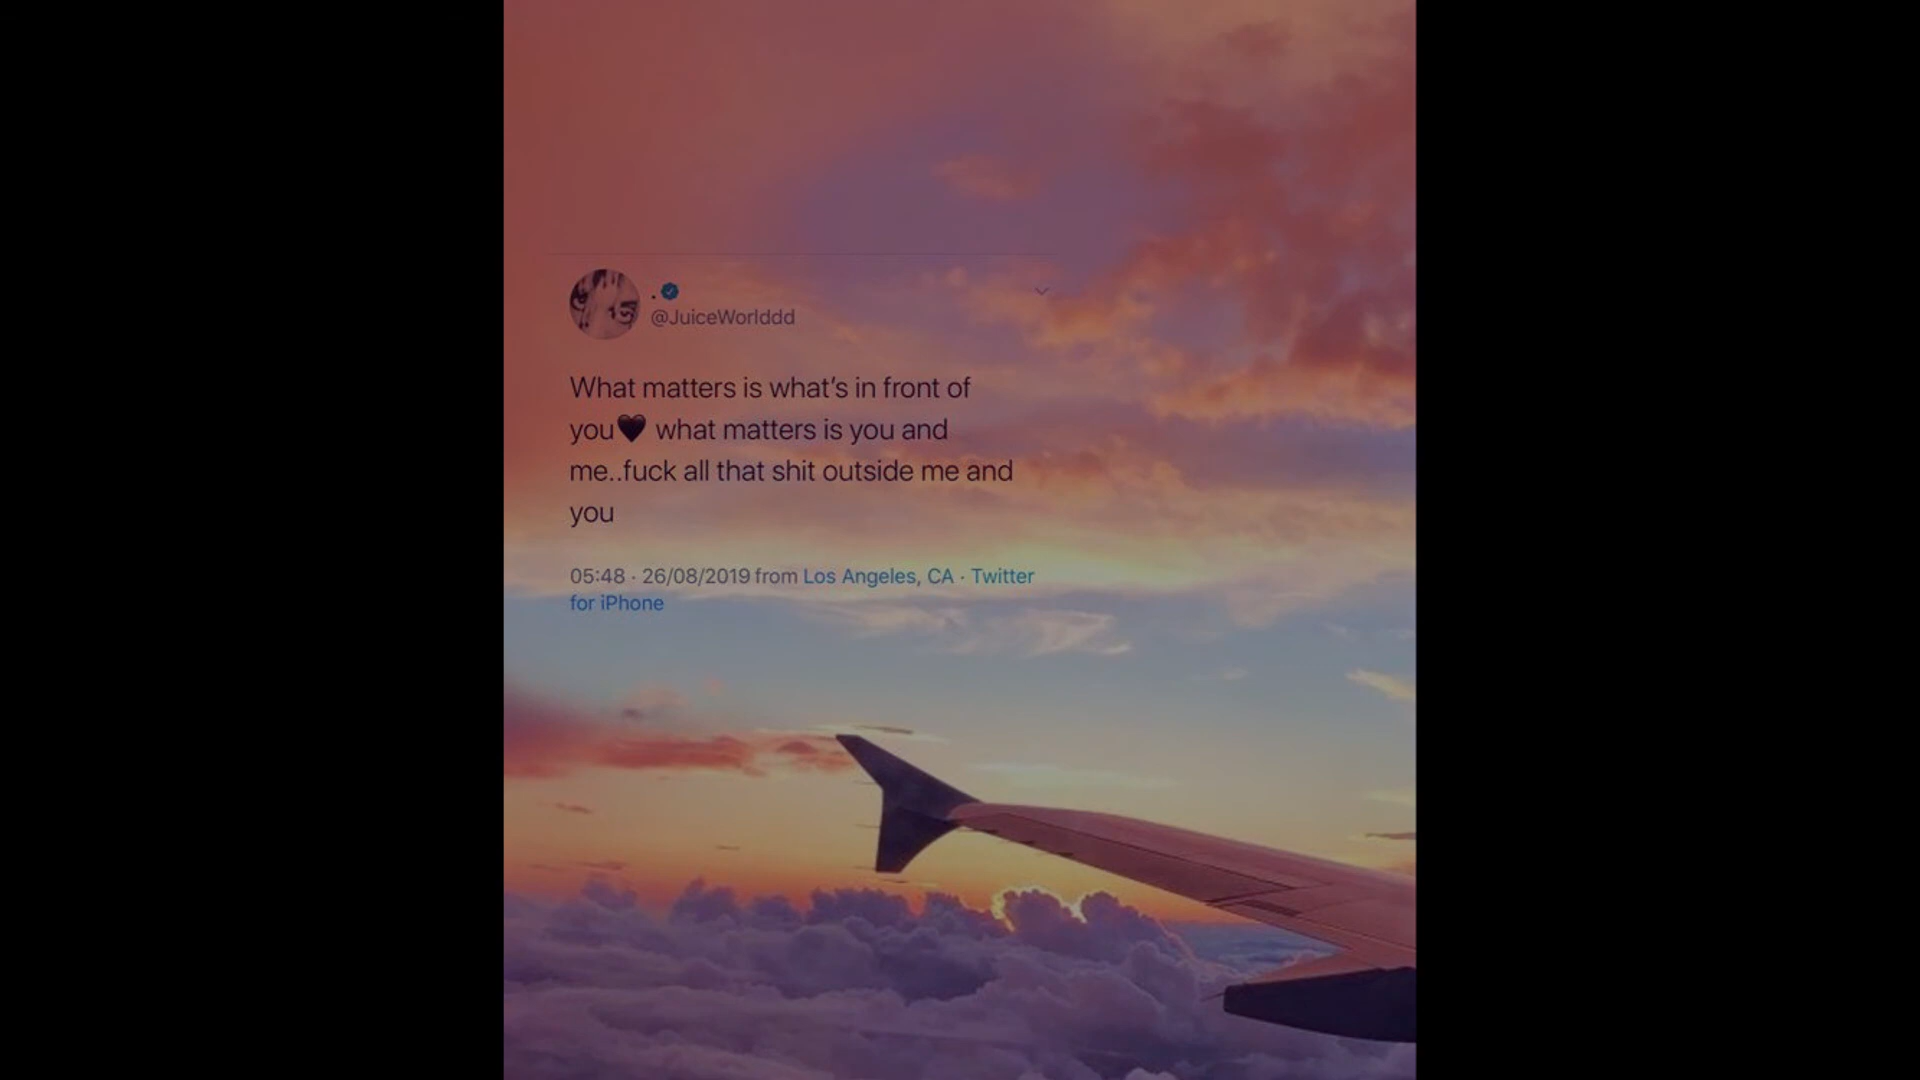 .
@JuiceWorlddd
What matters is what's in front of
you🖤 what matters is you and
me..fuck all that shit outside me and
you
05:48 · 26/08/2019 from Los Angeles, CA · Twitter
for iPhone